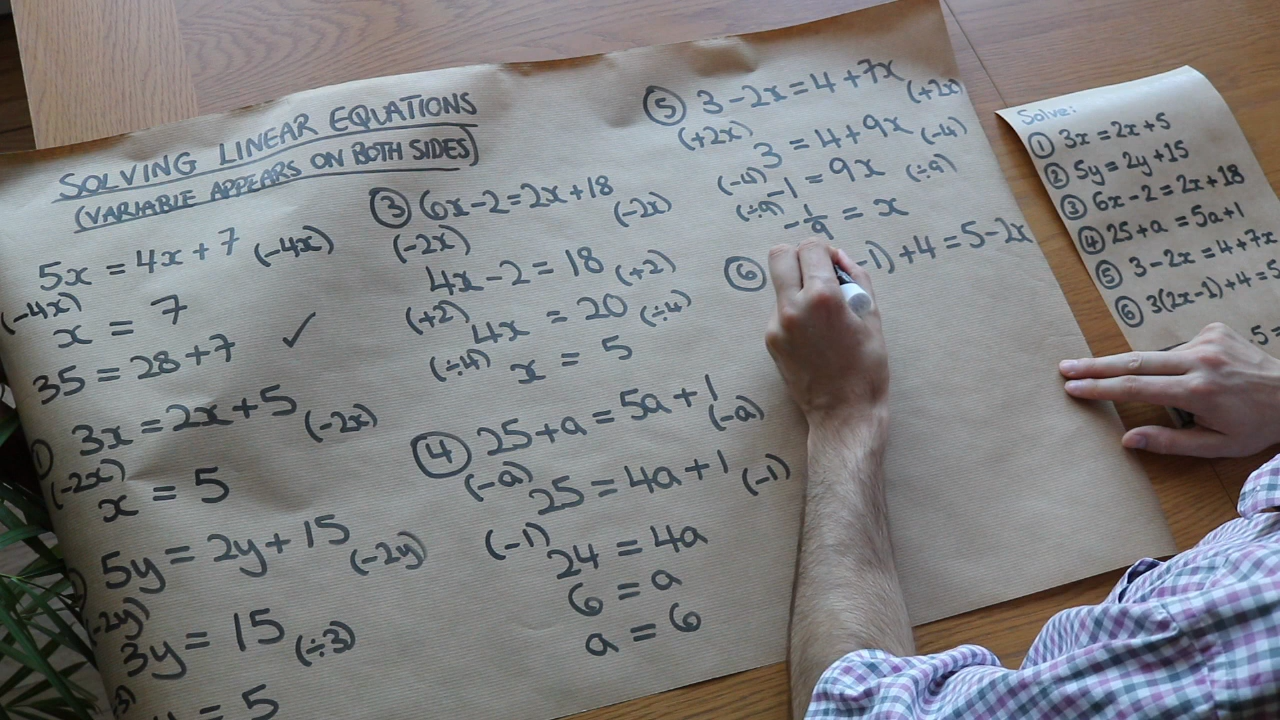 SOLVING LINEAR EQUATIONS
(VARIABLE APPEARS ON BOTH SIDES)
5x = 4x + 7 (-4x)
(-4x)
x = 7
35 = 28 + 7 ✓
3x = 2x + 5 (-2x)
(-2x)
x = 5
5y = 2y + 15 (-2y)
-2y)
3y = 15 (÷3)
= 5
③ 6x - 2 = 2x + 18 (-2x)
(-2x)
4x - 2 = 18 (+2)
(+2)
4x = 20 (÷4)
(÷4)
x = 5
④ 25 + a = 5a + 1 (-a)
(-a)
25 = 4a + 1 (-1)
(-1)
24 = 4a
6 = a
a = 6
⑤ 3 - 2x = 4 + 7x (+2x)
(+2x)
3 = 4 + 9x (-4)
(-4)
-1 = 9x (÷9)
(÷9)
-1/9 = x
⑥ -1) + 4 = 5 - 2x
Solve:
① 3x = 2x + 5
② 5y = 2y + 15
③ 6x - 2 = 2x + 18
④ 25 + a = 5a + 1
⑤ 3 - 2x = 4 + 7x
⑥ 3(2x - 1) + 4 = 5
5 =